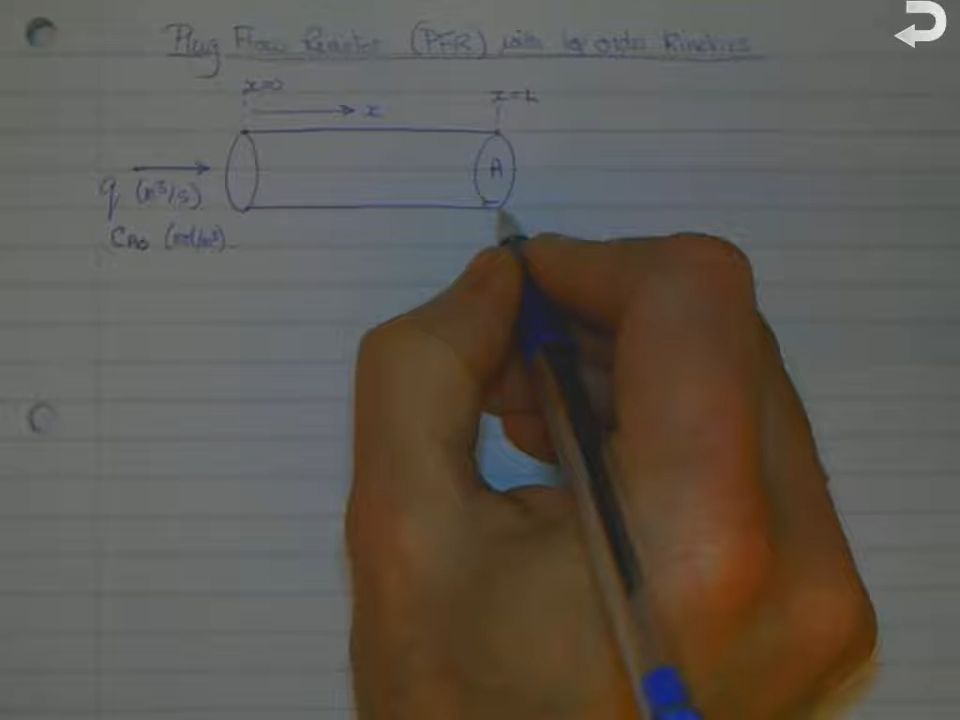 Plug Flow Reactor (PFR) with 1st order Kinetics
x=0
x=L
x
A
q (m³/s)
CA0 (mol/m³)